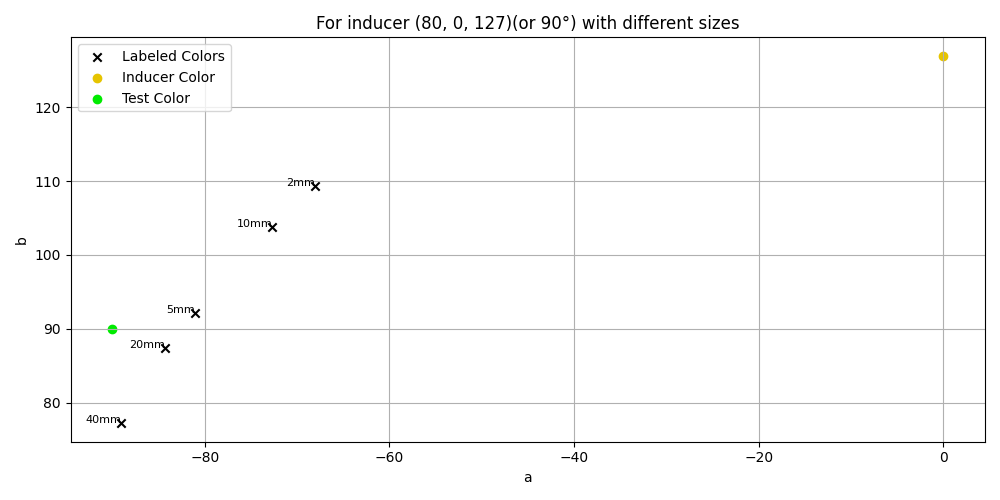 For inducer (80, 0, 127)(or 90°) with different sizes
Labeled Colors
Inducer Color
Test Color
120
110
100
90
80
b
2mm
10mm
5mm
20mm
40mm
−80
−60
−40
−20
0
a